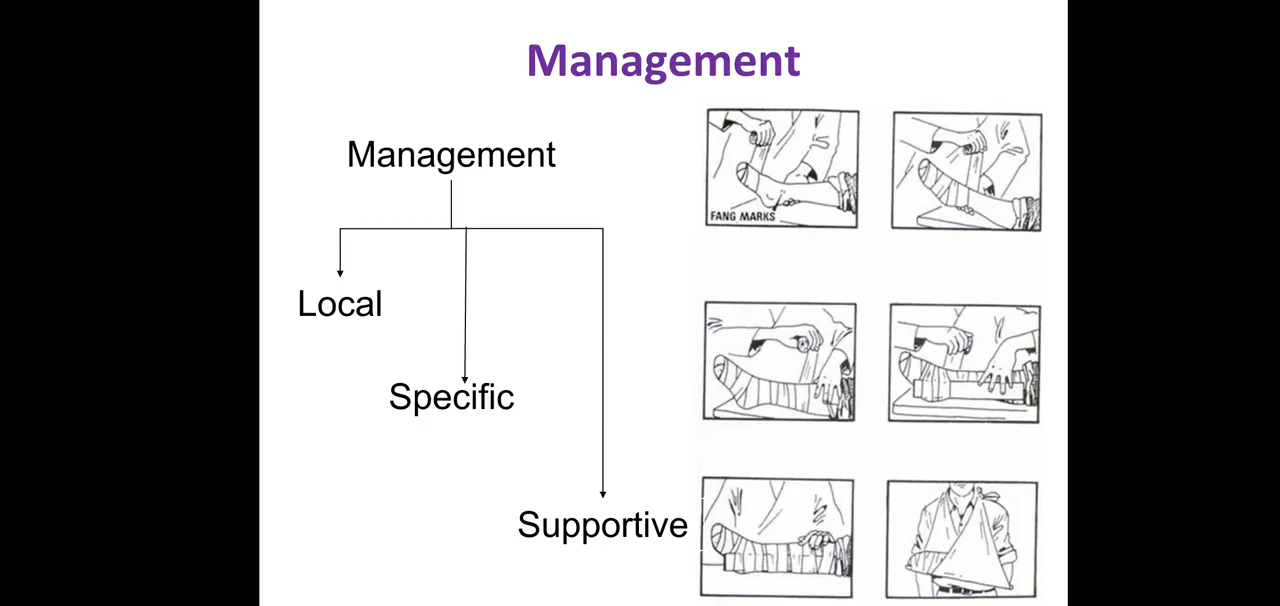 Management
Management
Local
Specific
Supportive
FANG MARKS